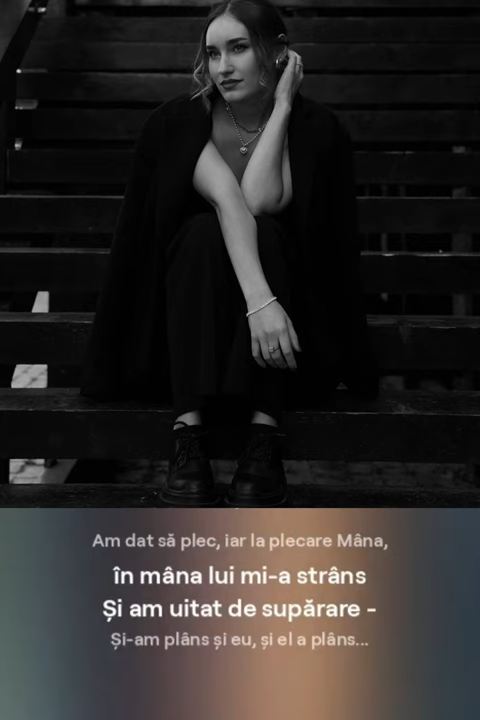 Am dat să plec, iar la plecare Mâna,
în mâna lui mi-a strâns
Și am uitat de supărare -
Și-am plâns și eu, și el a plâns...